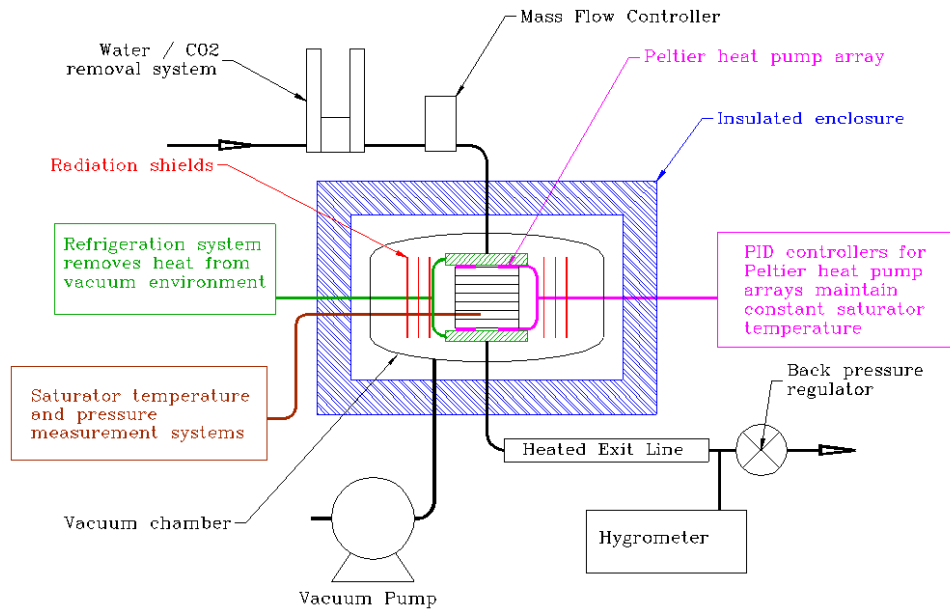 Mass Flow Controller
Water / CO2
removal system
Peltier heat pump array
Insulated enclosure
Radiation shields
Refrigeration system
removes heat from
vacuum environment
PID controllers for
Peltier heat pump
arrays maintain
constant saturator
temperature
Saturator temperature
and pressure
measurement systems
Back pressure
regulator
Heated Exit Line
Vacuum chamber
Hygrometer
Vacuum Pump